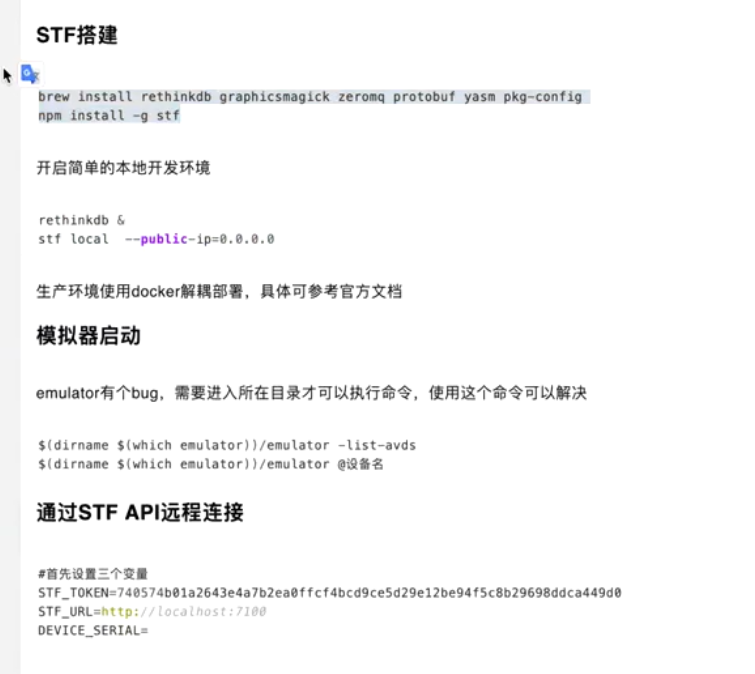 STF搭建
brew install rethinkdb graphicsmagick zeromq protobuf yasm pkg-config
npm install -g stf
开启简单的本地开发环境
rethinkdb &
stf local  --public-ip=0.0.0.0
生产环境使用docker解耦部署，具体可参考官方文档
模拟器启动
emulator有个bug，需要进入所在目录才可以执行命令，使用这个命令可以解决
$(dirname $(which emulator))/emulator -list-avds
$(dirname $(which emulator))/emulator @设备名
通过STF API远程连接
#首先设置三个变量
STF_TOKEN=740574b01a2643e4a7b2ea0ffcf4bcd9ce5d29e12be94f5c8b29698ddca449d0
STF_URL=http://localhost:7100
DEVICE_SERIAL=